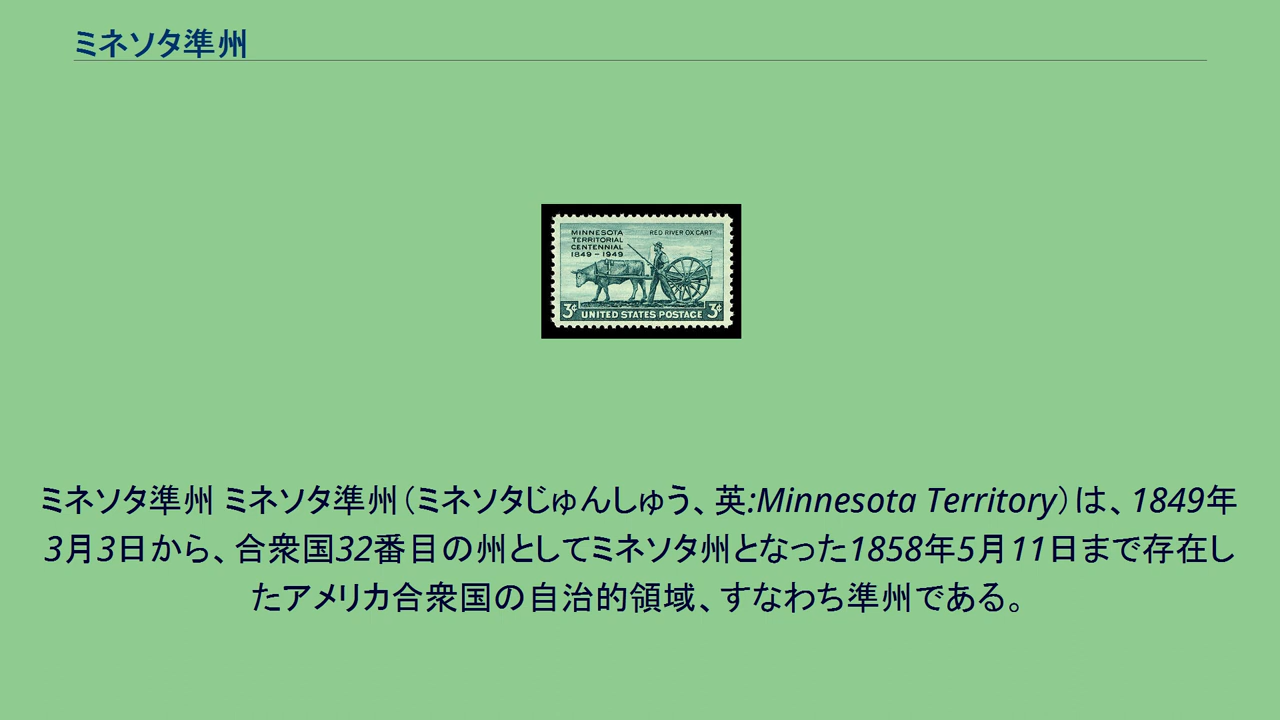 ミネソタ準州
MINNESOTA
TERRITORIAL
CENTENNIAL
1849 – 1949
RED RIVER OX CART
3¢ UNITED STATES POSTAGE 3¢
ミネソタ準州 ミネソタ準州（ミネソタじゅんしゅう、英:Minnesota Territory）は、1849年
3月3日から、合衆国32番目の州としてミネソタ州となった1858年5月11日まで存在し
たアメリカ合衆国の自治的領域、すなわち準州である。